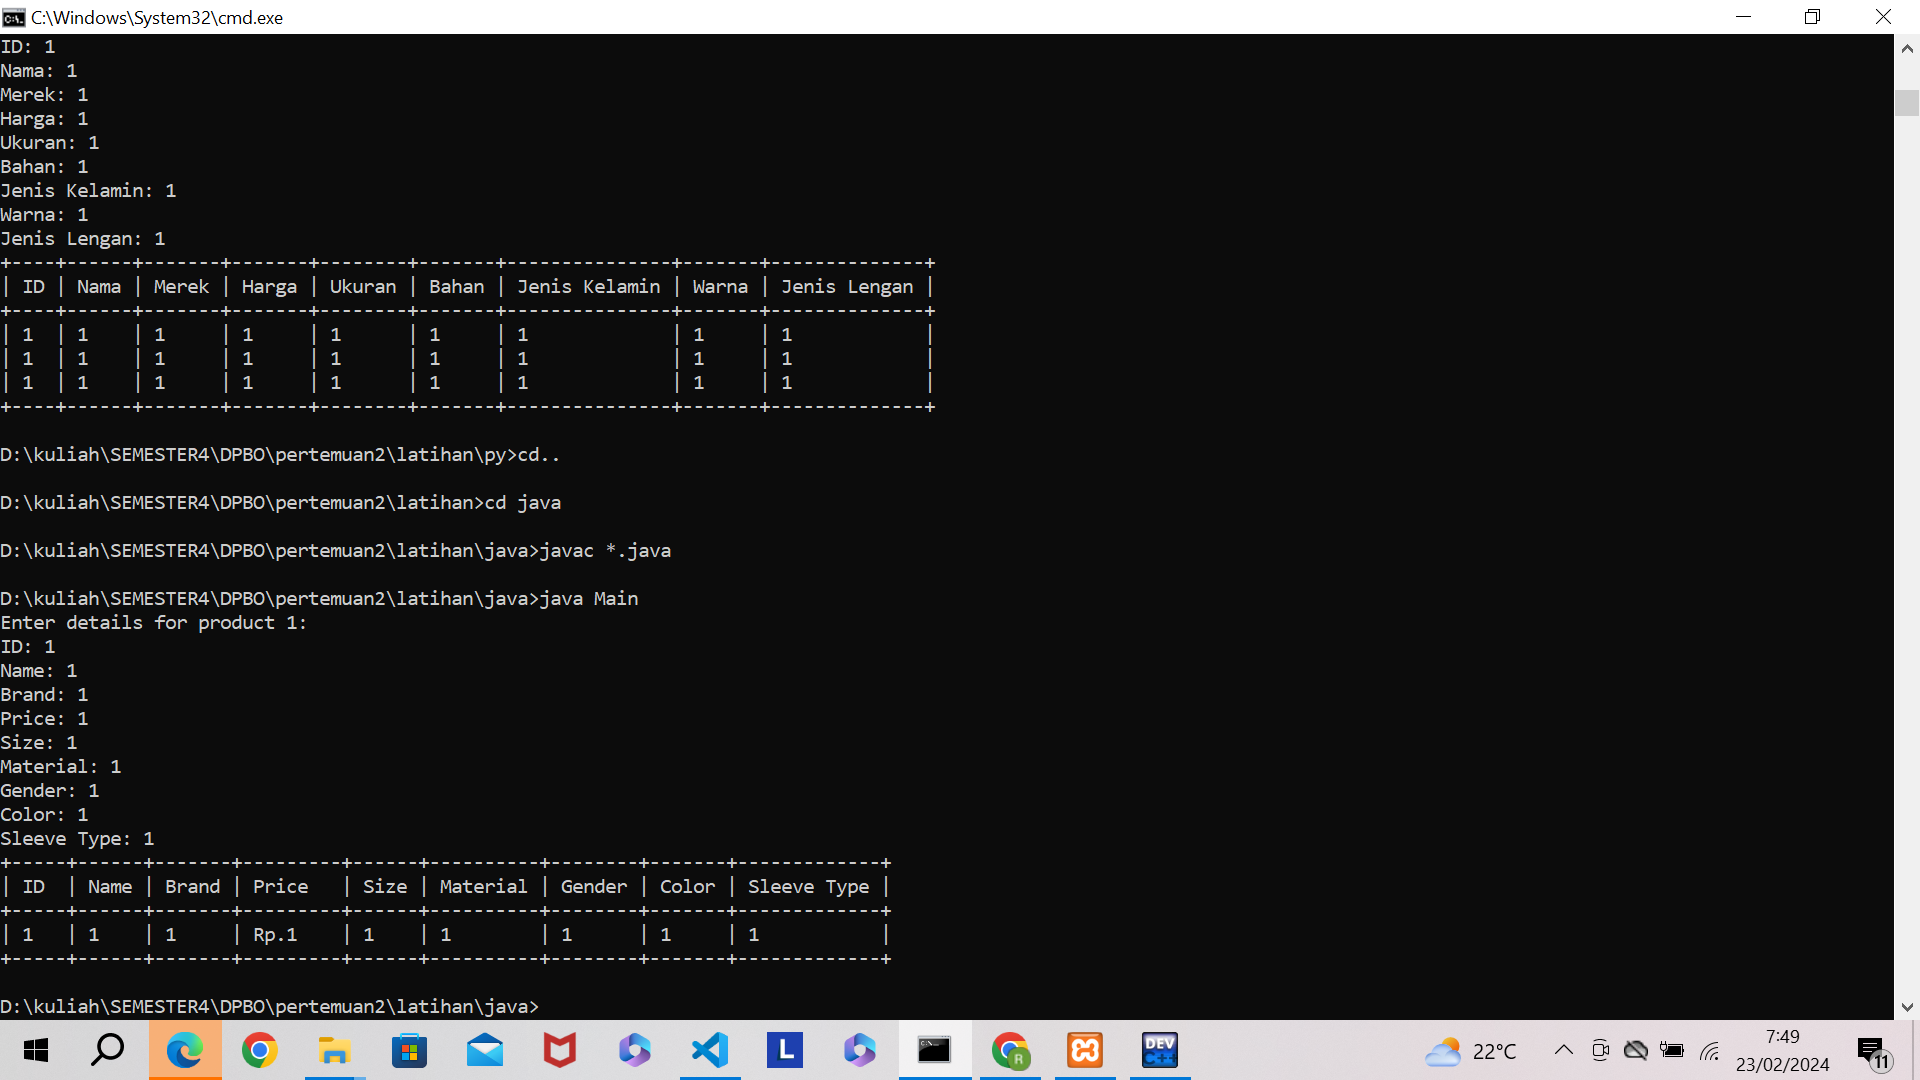 C:\Windows\System32\cmd.exe
ID: 1
Nama: 1
Merek: 1
Harga: 1
Ukuran: 1
Bahan: 1
Jenis Kelamin: 1
Warna: 1
Jenis Lengan: 1
+----+------+-------+-------+--------+-------+---------------+-------+--------------+
| ID | Nama | Merek | Harga | Ukuran | Bahan | Jenis Kelamin | Warna | Jenis Lengan |
+----+------+-------+-------+--------+-------+---------------+-------+--------------+
| 1  | 1    | 1     | 1     | 1      | 1     | 1             | 1     | 1            |
| 1  | 1    | 1     | 1     | 1      | 1     | 1             | 1     | 1            |
| 1  | 1    | 1     | 1     | 1      | 1     | 1             | 1     | 1            |
+----+------+-------+-------+--------+-------+---------------+-------+--------------+
D:\kuliah\SEMESTER4\DPBO\pertemuan2\latihan\py>cd..
D:\kuliah\SEMESTER4\DPBO\pertemuan2\latihan>cd java
D:\kuliah\SEMESTER4\DPBO\pertemuan2\latihan\java>javac *.java
D:\kuliah\SEMESTER4\DPBO\pertemuan2\latihan\java>java Main
Enter details for product 1:
ID: 1
Name: 1
Brand: 1
Price: 1
Size: 1
Material: 1
Gender: 1
Color: 1
Sleeve Type: 1
+-----+------+-------+---------+------+----------+--------+-------+-------------+
| ID  | Name | Brand | Price   | Size | Material | Gender | Color | Sleeve Type |
+-----+------+-------+---------+------+----------+--------+-------+-------------+
| 1   | 1    | 1     | Rp.1    | 1    | 1        | 1      | 1     | 1           |
+-----+------+-------+---------+------+----------+--------+-------+-------------+
D:\kuliah\SEMESTER4\DPBO\pertemuan2\latihan\java>
L
R
DEV
C++
22°C
7:49
23/02/2024
11